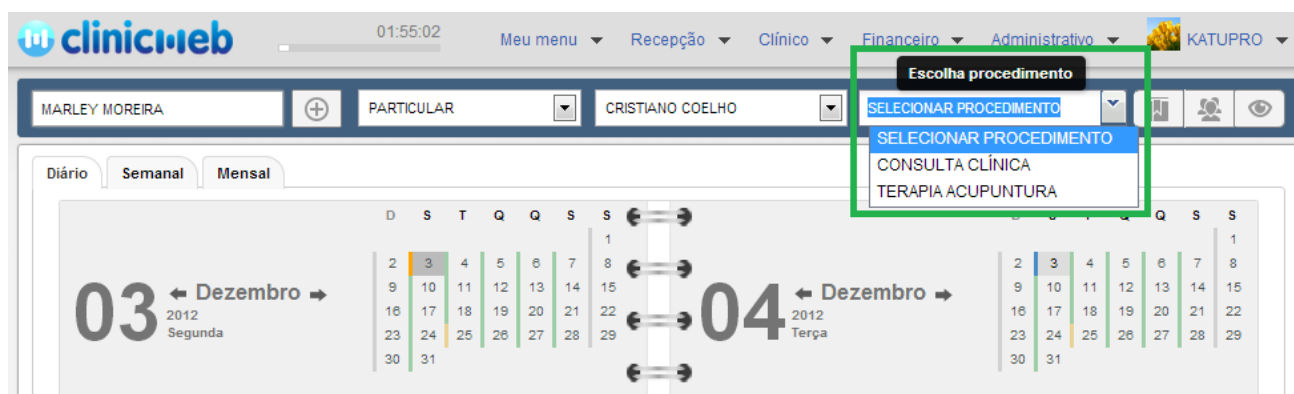 clinicweb
01:55:02
Meu menu Recepção Clínico Financeiro Administrativo KATUPRO
Escolha procedimento
MARLEY MOREIRA PARTICULAR CRISTIANO COELHO SELECIONAR PROCEDIMENTO
SELECIONAR PROCEDIMENTO
CONSULTA CLÍNICA
TERAPIA ACUPUNTURA
Diário Semanal Mensal
03
Dezembro
2012
Segunda
D S T Q Q S S
1
2 3 4 5 6 7 8
9 10 11 12 13 14 15
16 17 18 19 20 21 22
23 24 25 26 27 28 29
30 31
04
Dezembro
2012
Terça
Q S S
1
2 3 4 5 6 7 8
9 10 11 12 13 14 15
16 17 18 19 20 21 22
23 24 25 26 27 28 29
30 31